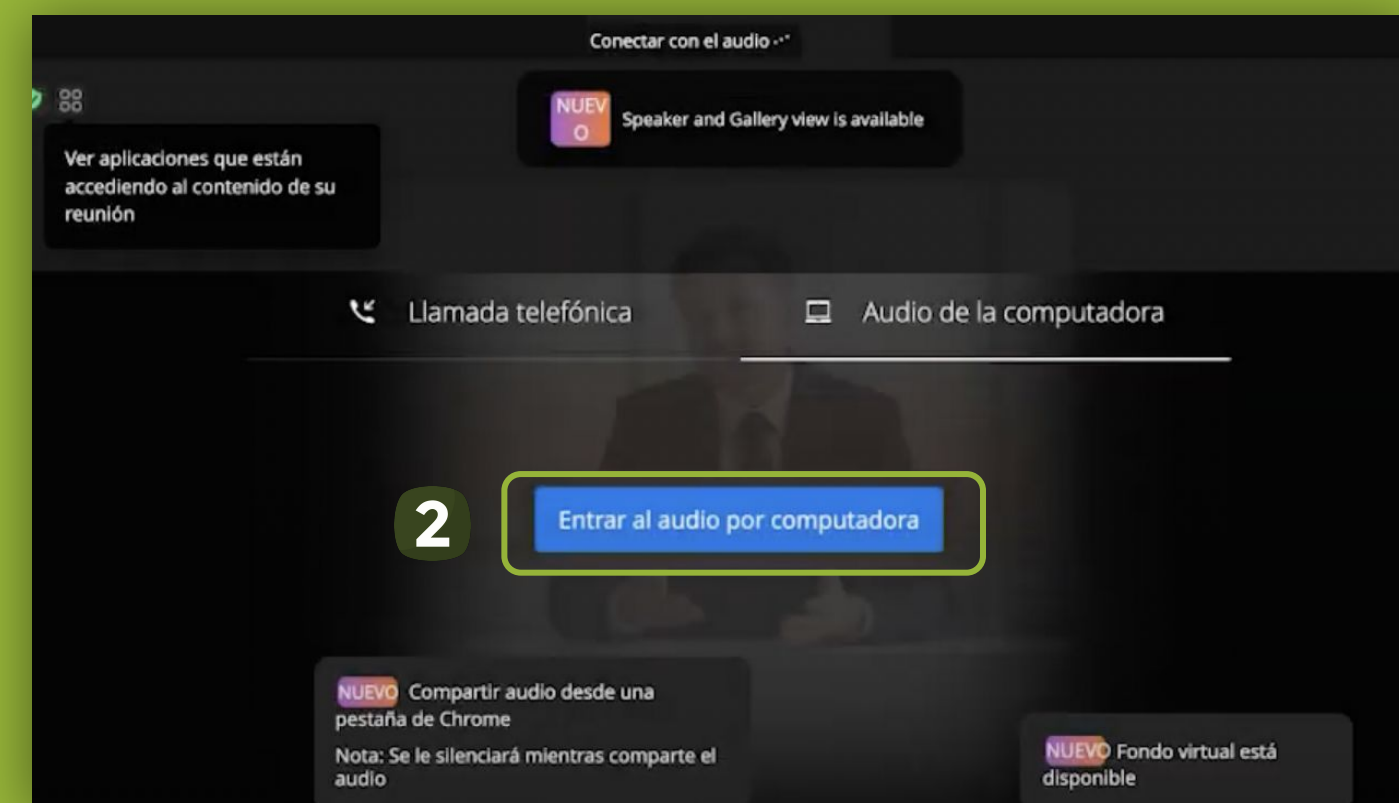 Conectar con el audio
NUEV
O
Speaker and Gallery view is available
Ver aplicaciones que están
accediendo al contenido de su
reunión
Llamada telefónica
Audio de la computadora
2
Entrar al audio por computadora
NUEVO Compartir audio desde una
pestaña de Chrome
Nota: Se le silenciará mientras comparte el
audio
NUEVO Fondo virtual está
disponible